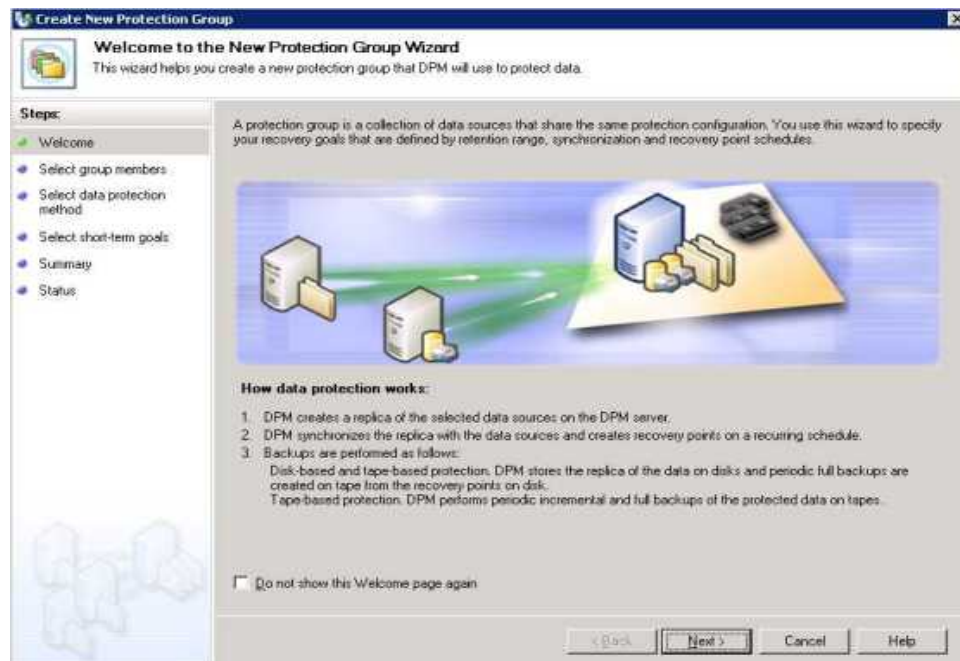 Create New Protection Group
Welcome to the New Protection Group Wizard
This wizard helps you create a new protection group that DPM will use to protect data.
Steps:
Welcome
Select group members
Select data protection
method
Select short-term goals
Summary
Status
A protection group is a collection of data sources that share the same protection configuration. You use this wizard to specify
your recovery goals that are defined by retention range, synchronization and recovery point schedules.
How data protection works:
1. DPM creates a replica of the selected data sources on the DPM server.
2. DPM synchronizes the replica with the data sources and creates recovery points on a recurring schedule.
3. Backups are performed as follows:
Disk-based and tape-based protection. DPM stores the replica of the data on disks and periodic full backups are
created on tape from the recovery points on disk.
Tape-based protection. DPM performs periodic incremental and full backups of the protected data on tapes.
Do not show this Welcome page again
< Back
Next >
Cancel
Help